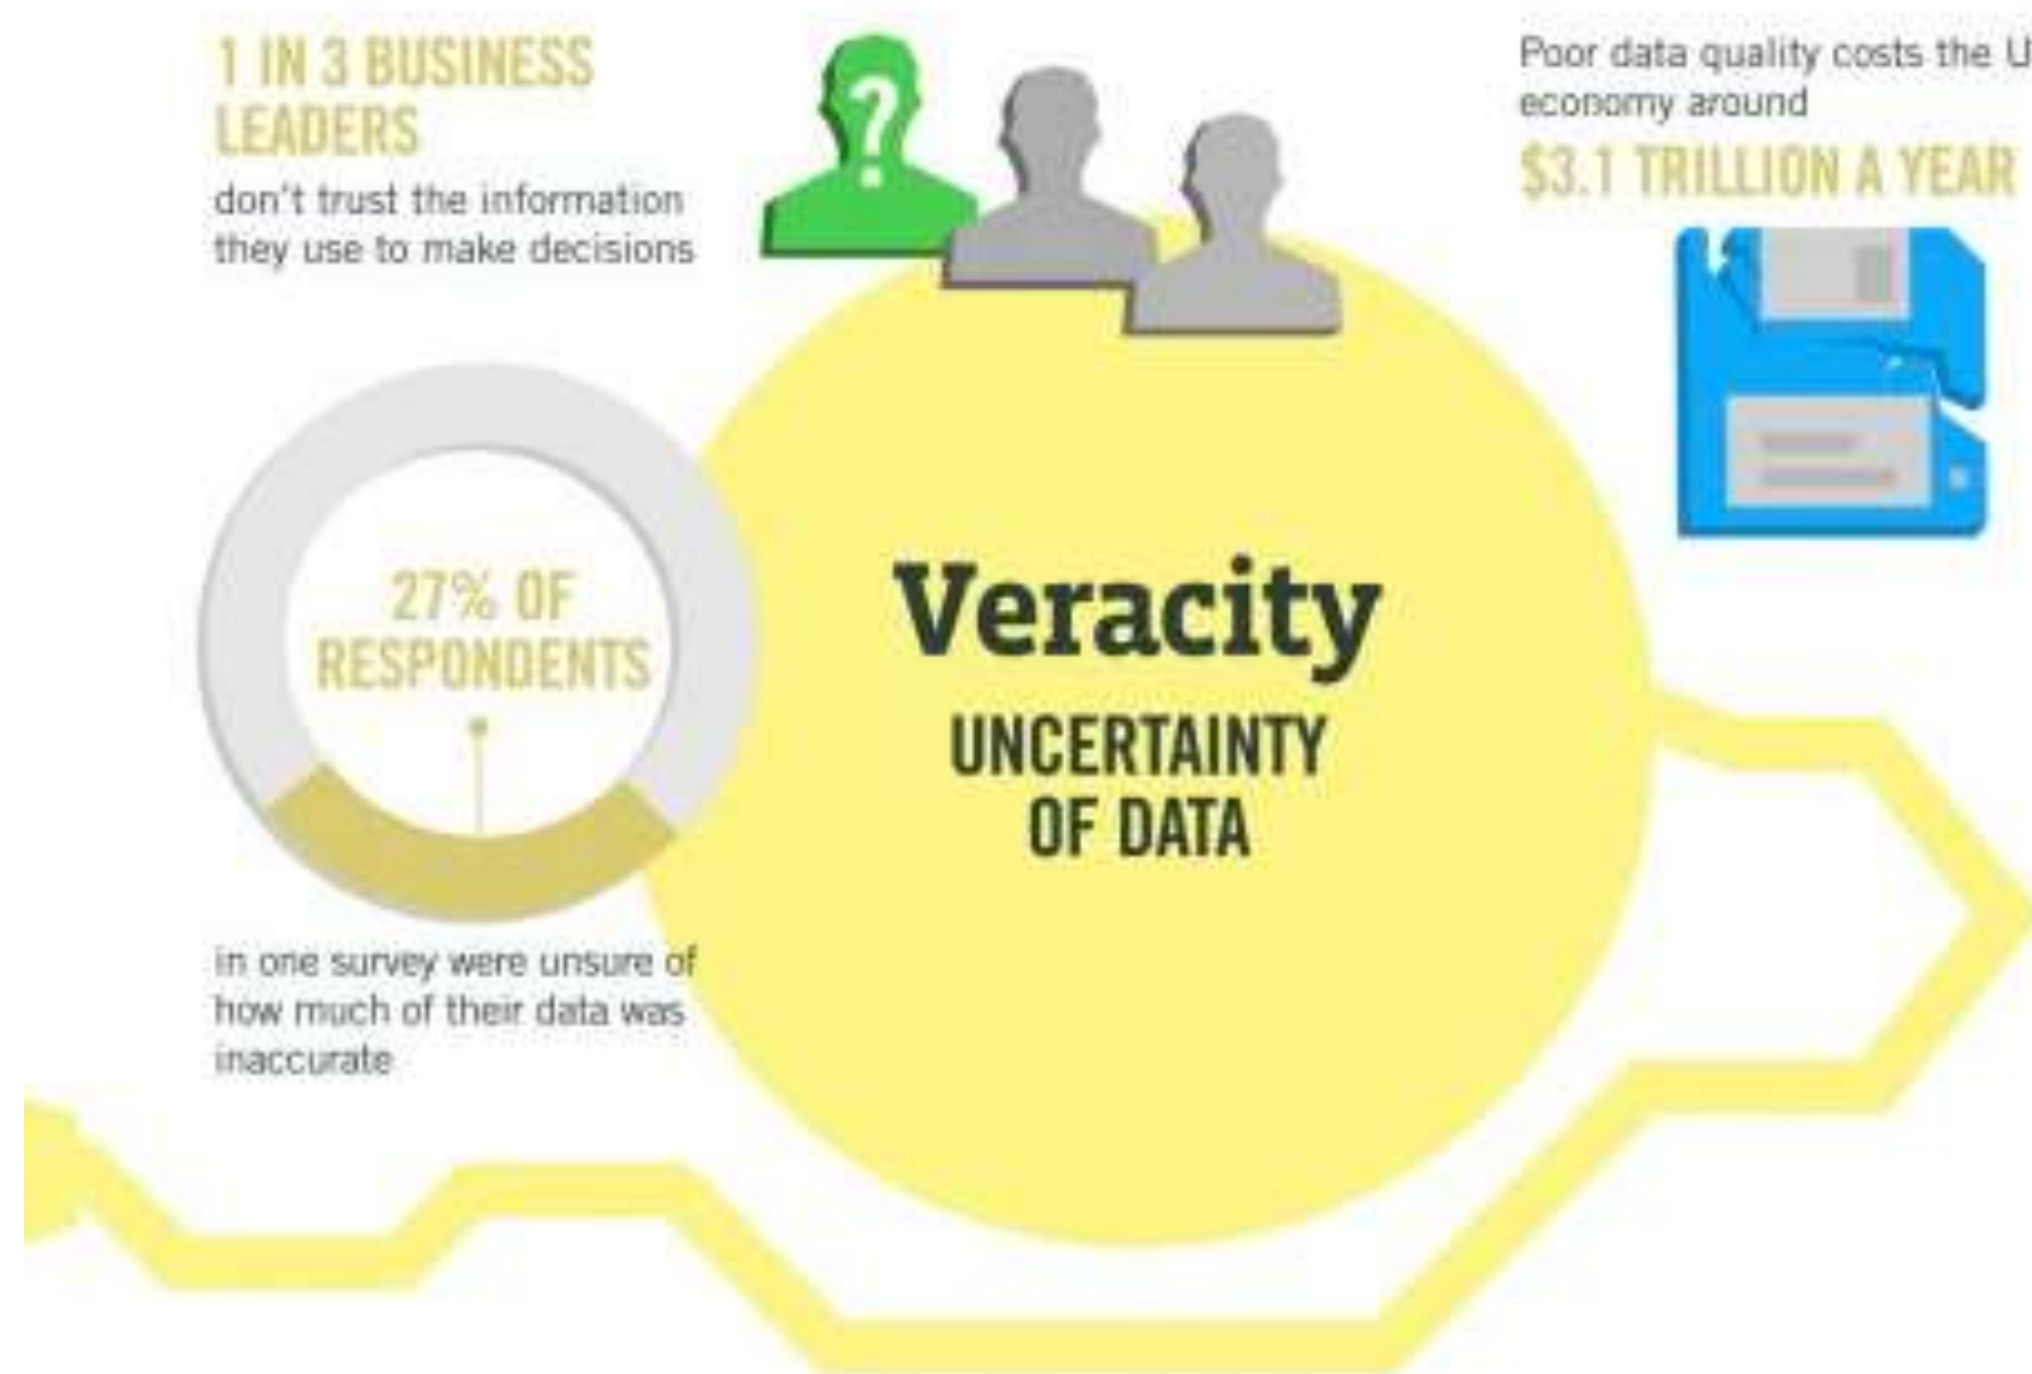 1 IN 3 BUSINESS
LEADERS
don't trust the information
they use to make decisions
?
Poor data quality costs the U
economy around
$3.1 TRILLION A YEAR
27% OF
RESPONDENTS
in one survey were unsure of
how much of their data was
inaccurate
Veracity
UNCERTAINTY
OF DATA